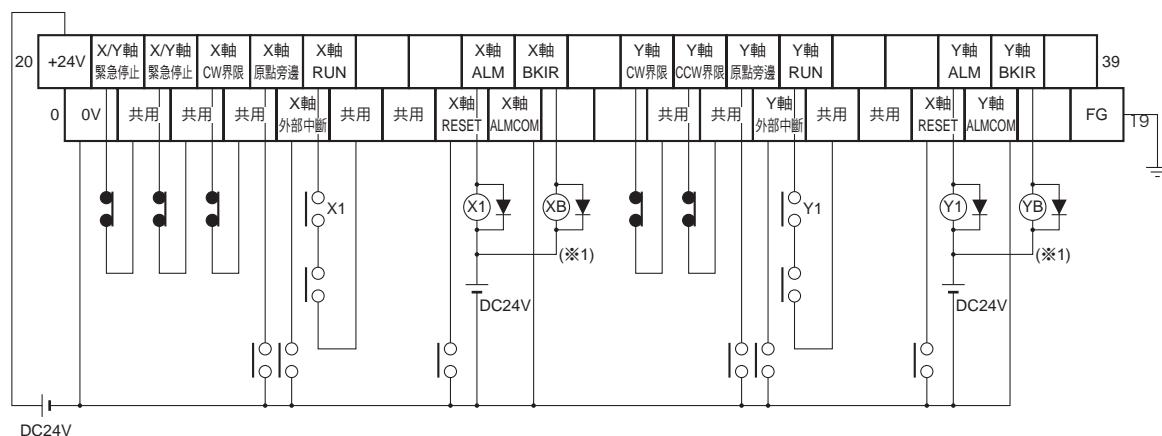 20
+24V
X/Y軸
緊急停止
X/Y軸
緊急停止
X軸
CW界限
X軸
原點旁邊
X軸
RUN
X軸
ALM
X軸
BKIR
Y軸
CW界限
Y軸
CCW界限
Y軸
原點旁邊
Y軸
RUN
Y軸
ALM
Y軸
BKIR
39
0
0V
共用
共用
共用
X軸
外部中斷
共用
共用
X軸
RESET
X軸
ALMCOM
共用
共用
Y軸
外部中斷
共用
共用
X軸
RESET
Y軸
ALMCOM
FG
19
X1
X1
XB
Y1
Y1
YB
(※1)
(※1)
DC24V
DC24V
DC24V